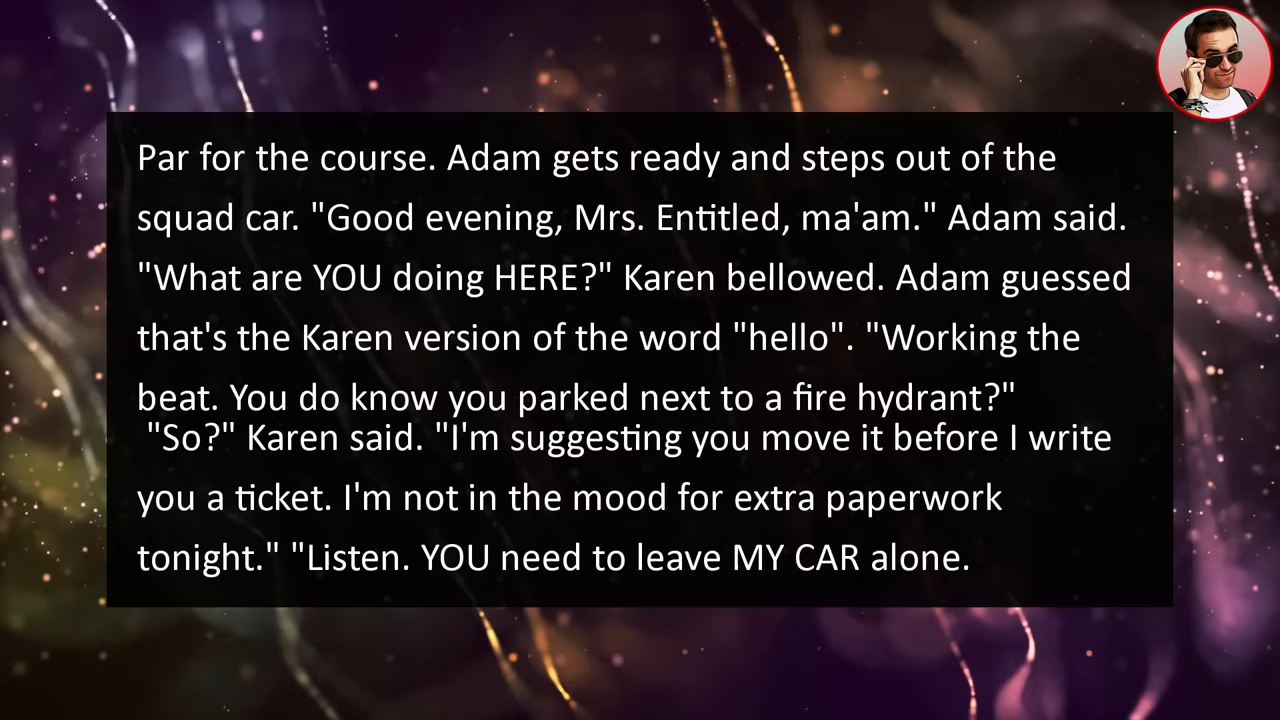 Par for the course. Adam gets ready and steps out of the
squad car. "Good evening, Mrs. Entitled, ma'am." Adam said.
"What are YOU doing HERE?" Karen bellowed. Adam guessed
that's the Karen version of the word "hello". "Working the
beat. You do know you parked next to a fire hydrant?"
"So?" Karen said. "I'm suggesting you move it before I write
you a ticket. I'm not in the mood for extra paperwork
tonight." "Listen. YOU need to leave MY CAR alone.